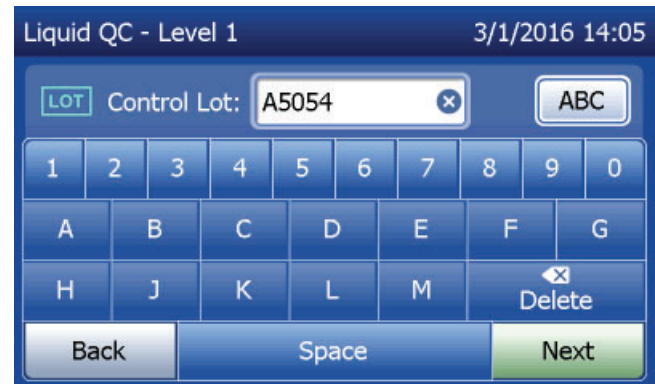 Liquid QC - Level 1 3/1/2016 14:05
LOT Control Lot: A5054 ABC
1 2 3 4 5 6 7 8 9 0
A B C D E F G
H J K L M Delete
Back Space Next